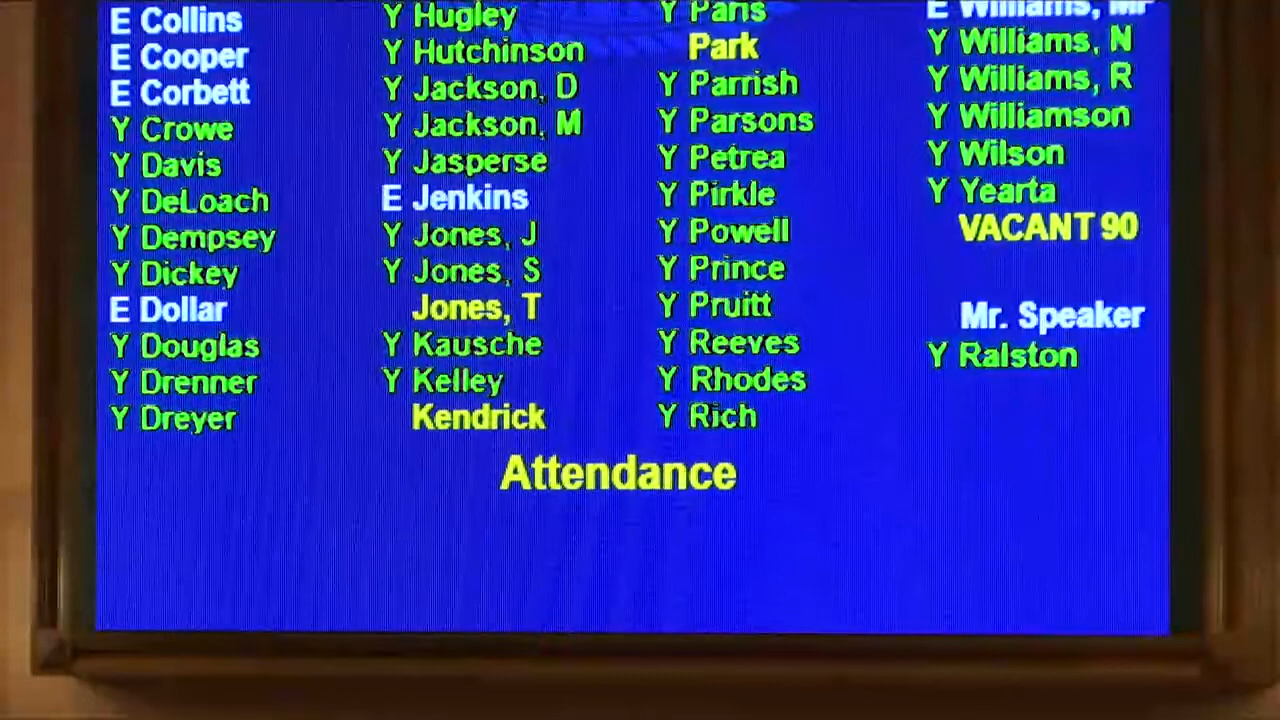 E Collins
E Cooper
E Corbett
Y Crowe
Y Davis
Y DeLoach
Y Dempsey
Y Dickey
E Dollar
Y Douglas
Y Drenner
Y Dreyer
Y Hugley
Y Hutchinson
Y Jackson, D
Y Jackson, M
Y Jasperse
E Jenkins
Y Jones, J
Y Jones, S
Jones, T
Y Kausche
Y Kelley
Kendrick
Y Paris
Park
Y Parrish
Y Parsons
Y Petrea
Y Pirkle
Y Powell
Y Prince
Y Pruitt
Y Reeves
Y Rhodes
Y Rich
E Williams, MF
Y Williams, N
Y Williams, R
Y Williamson
Y Wilson
Y Yearta
VACANT 90
Mr. Speaker
Y Ralston
Attendance